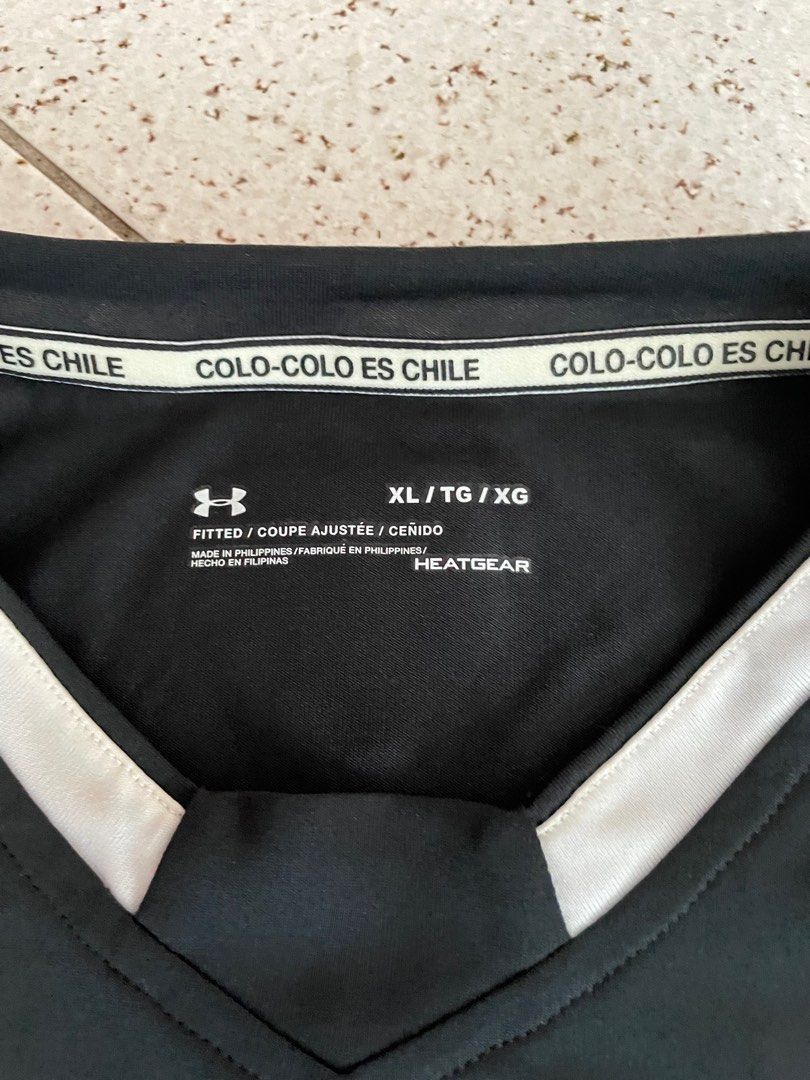 ES CHILE COLO-COLO ES CHILE COLO-COLO ES CHI
XL / TG / XG
FITTED / COUPE AJUSTÉE / CEÑIDO
MADE IN PHILIPPINES/FABRIQUÉ EN PHILIPPINES/
HECHO EN FILIPINAS
HEATGEAR